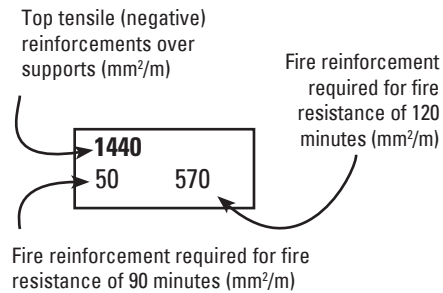 Top tensile (negative)
reinforcements over
supports (mm²/m)
Fire reinforcement
required for fire
resistance of 120
minutes (mm²/m)
1440
50 570
Fire reinforcement required for fire
resistance of 90 minutes (mm²/m)